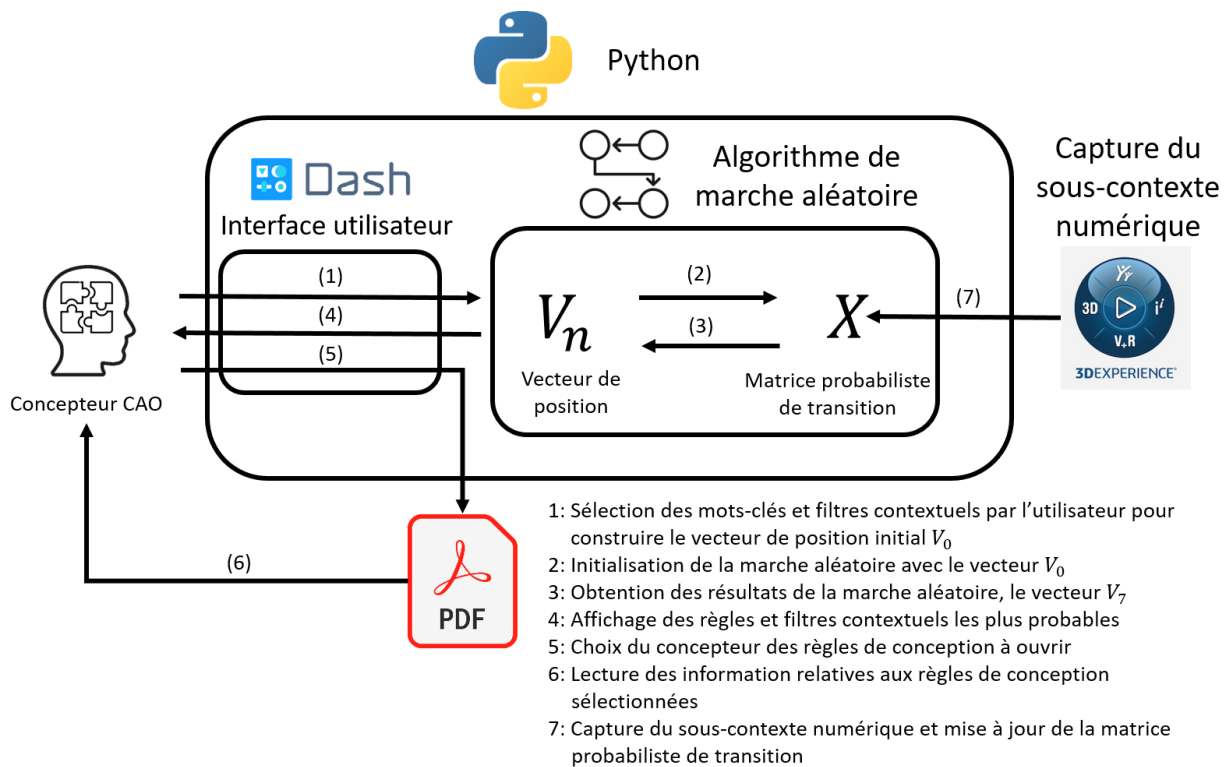 Python
Dash
Interface utilisateur
Algorithme de
marche aléatoire
Capture du
sous-contexte
numérique
(1)
(4)
(5)
(2)
(3)
(7)
V_n
X
Vecteur de
position
Matrice probabiliste
de transition
Concepteur CAO
3D
i^i
V+R
3DEXPERIENCE
(6)
PDF
1: Sélection des mots-clés et filtres contextuels par l’utilisateur pour
construire le vecteur de position initial V_0
2: Initialisation de la marche aléatoire avec le vecteur V_0
3: Obtention des résultats de la marche aléatoire, le vecteur V_7
4: Affichage des règles et filtres contextuels les plus probables
5: Choix du concepteur des règles de conception à ouvrir
6: Lecture des information relatives aux règles de conception
sélectionnées
7: Capture du sous-contexte numérique et mise à jour de la matrice
probabiliste de transition